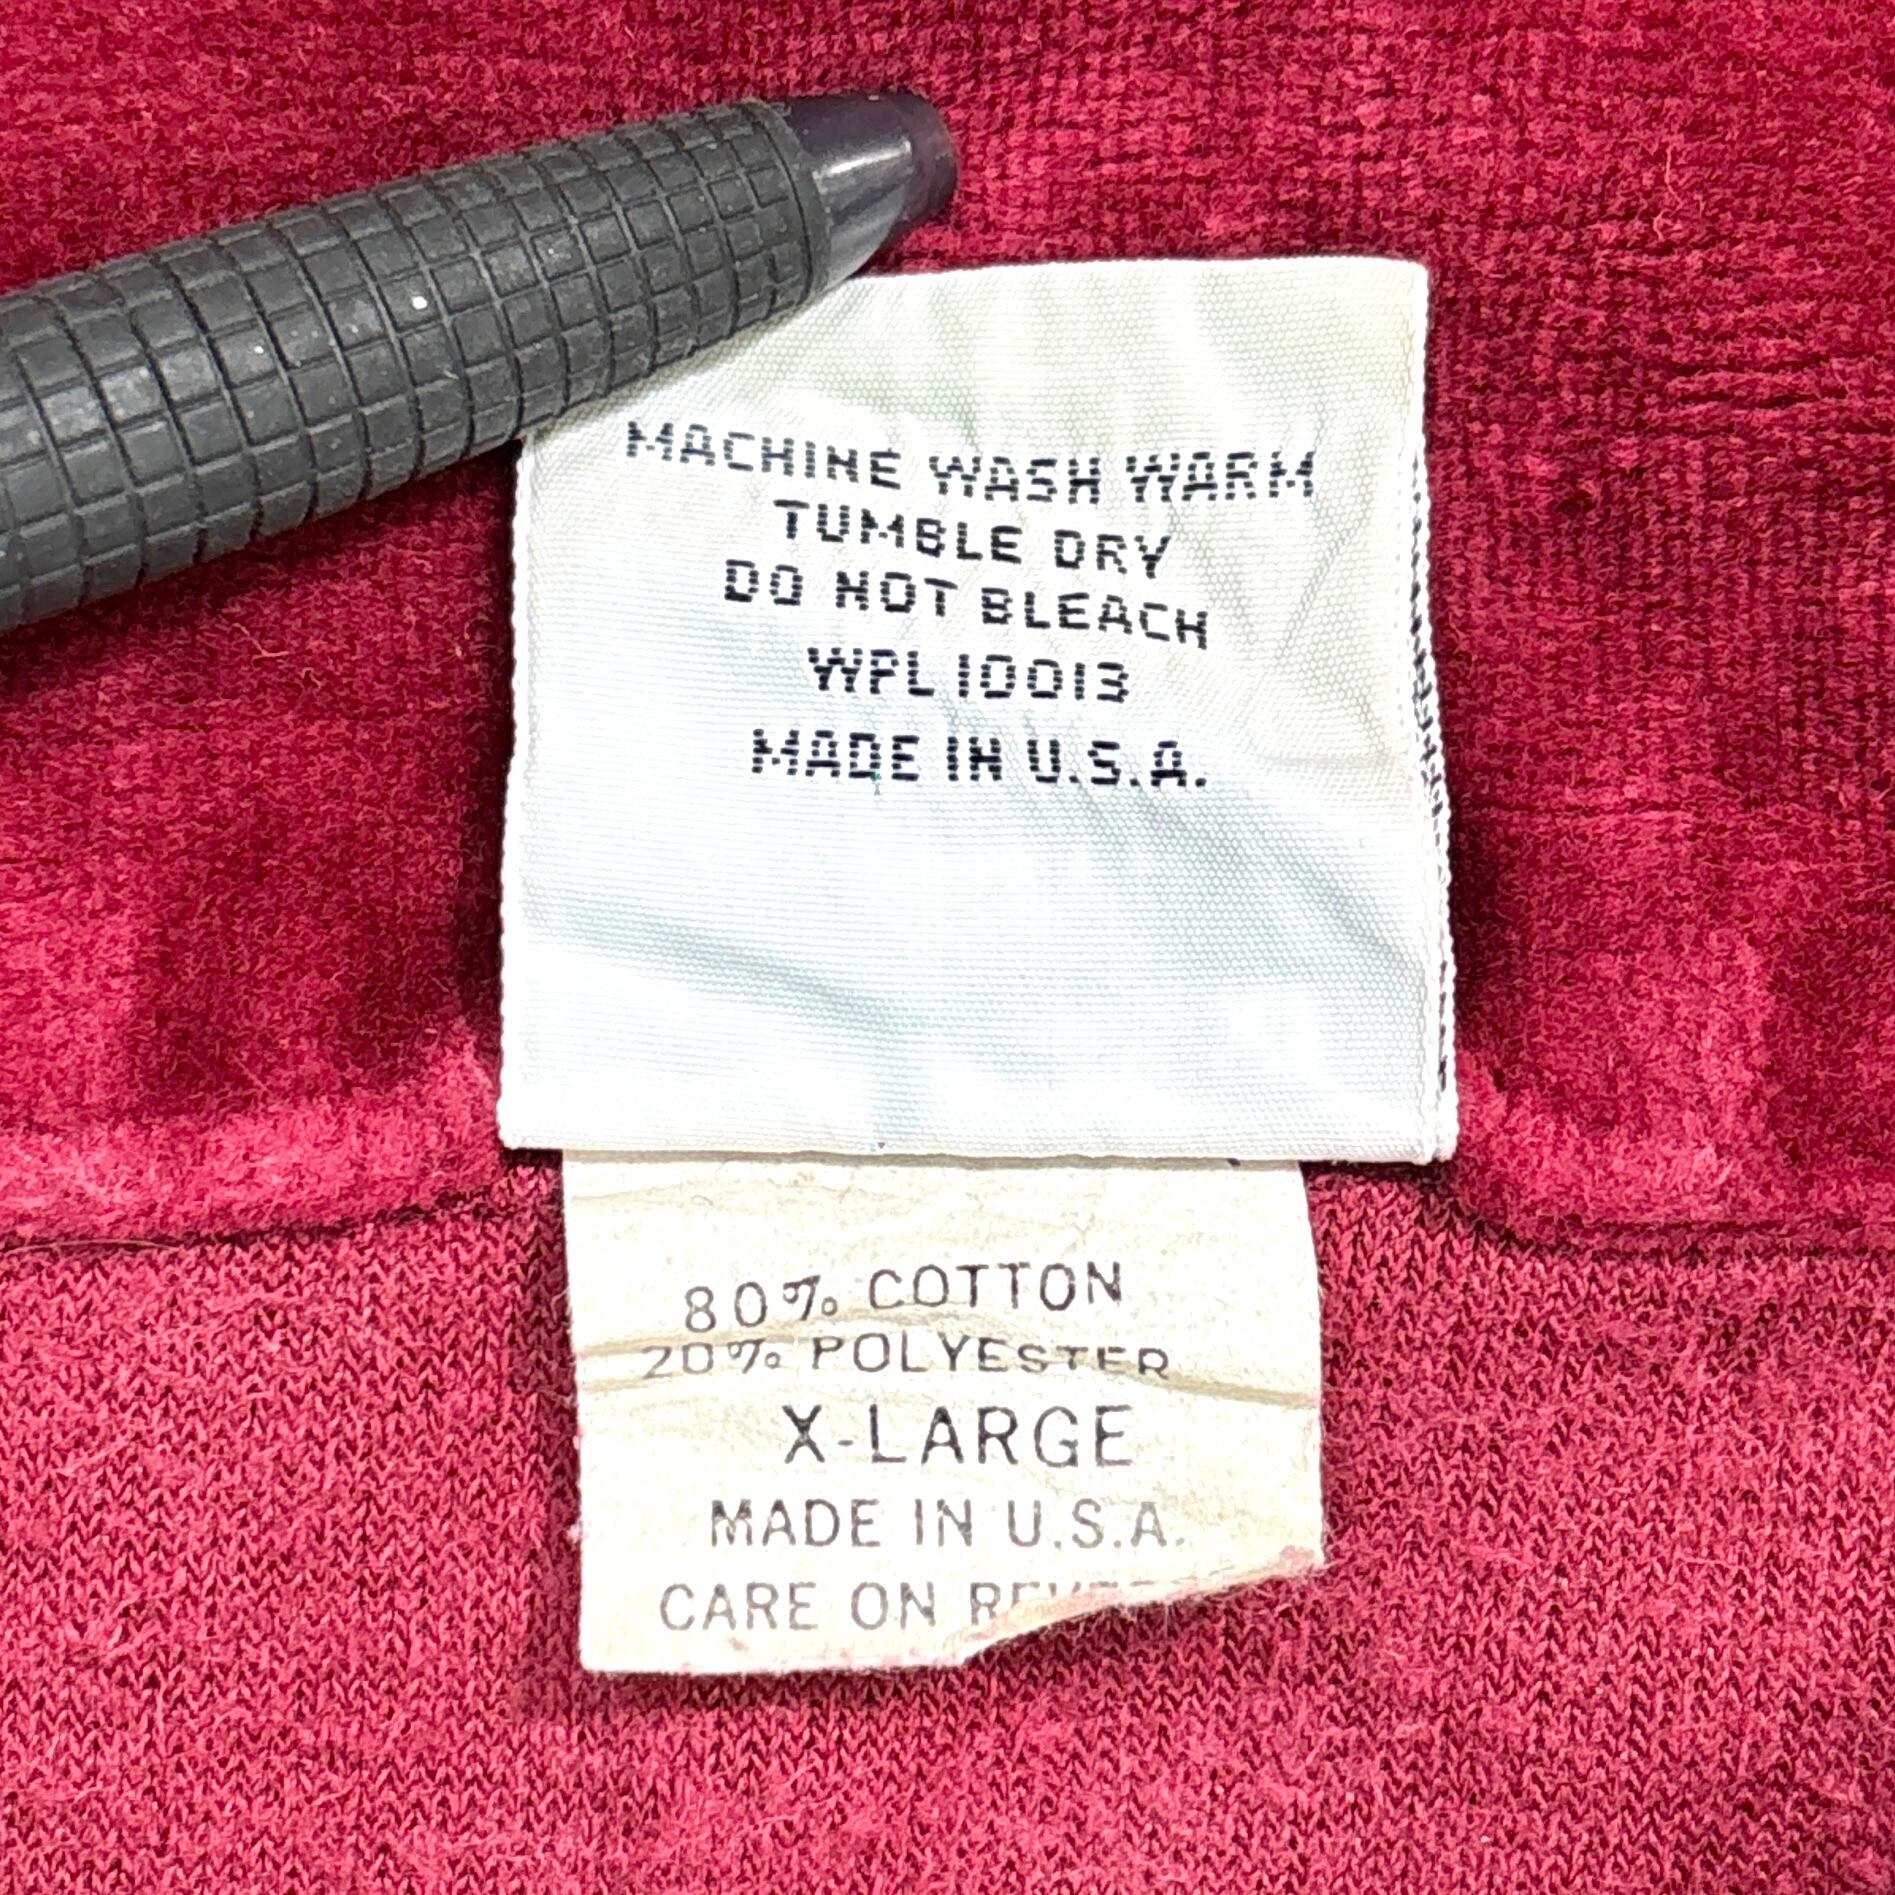 MACHINE WASH WARM
TUMBLE DRY
DO NOT BLEACH
WPL 10013
MADE IN U.S.A.
80% COTTON
20% POLYESTER
X-LARGE
MADE IN U.S.A.
CARE ON